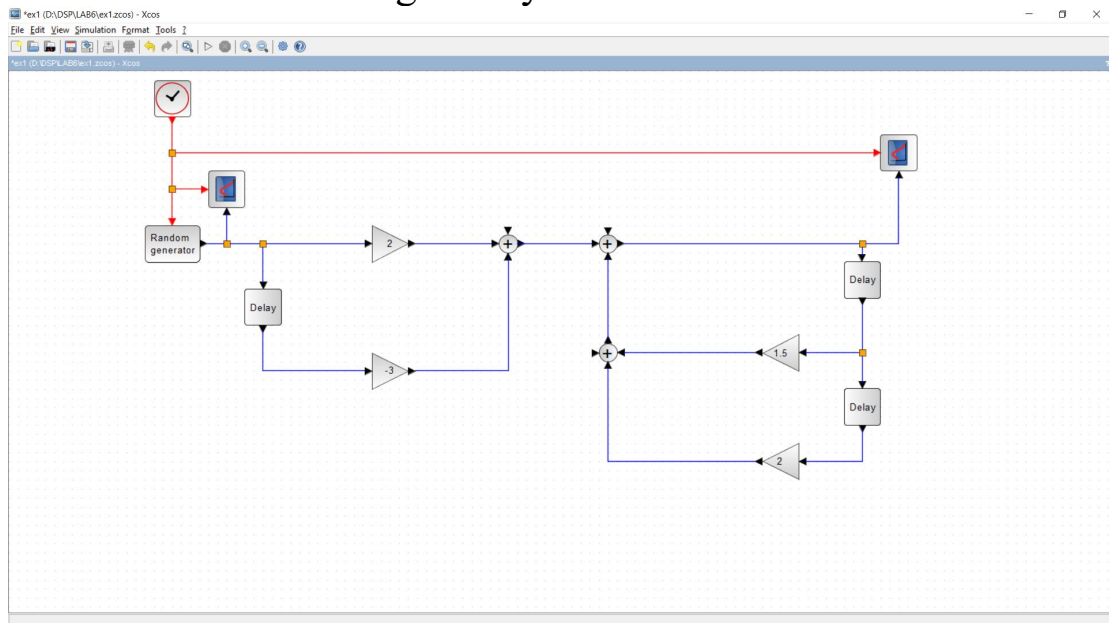 *ex1 (D:\DSP\LAB6\ex1.zcos) - Xcos
File Edit View Simulation Format Tools ?
*ex1 (D:\DSP\LAB6\ex1.zcos) - Xcos
Random
generator
2
Delay
Delay
1.5
-3
Delay
2